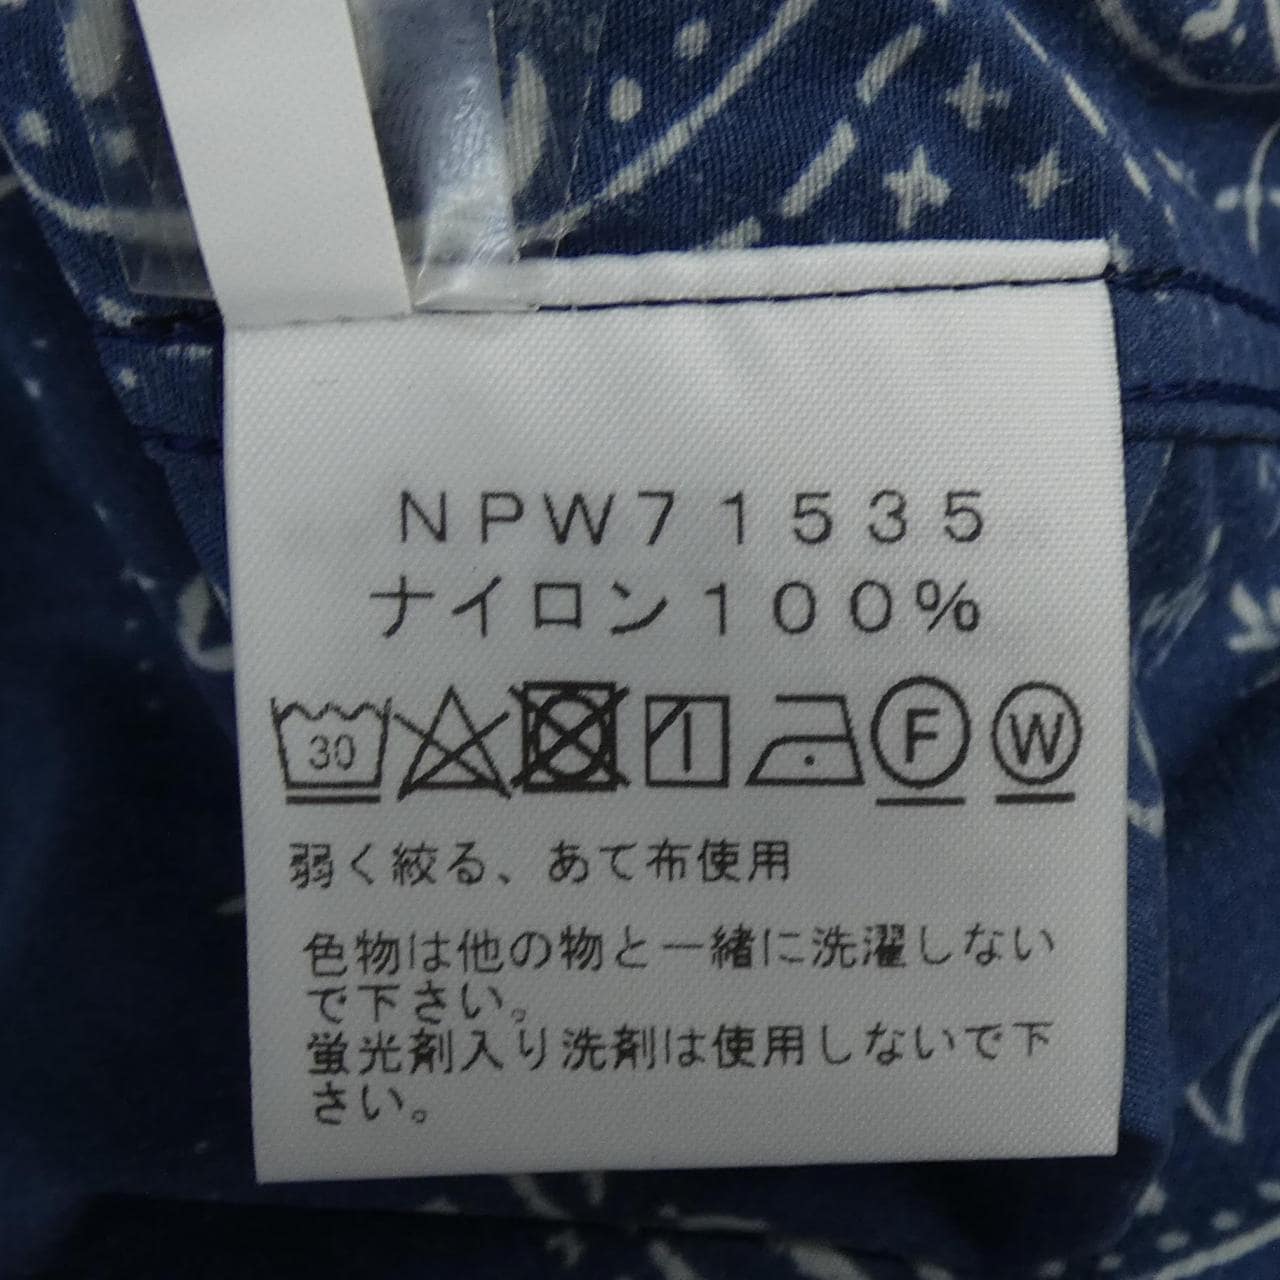 NPW71535
ナイロン100%
30
F
W
弱く絞る、あて布使用
色物は他の物と一緒に洗濯しない
で下さい。
蛍光剤入り洗剤は使用しないで下
さい。